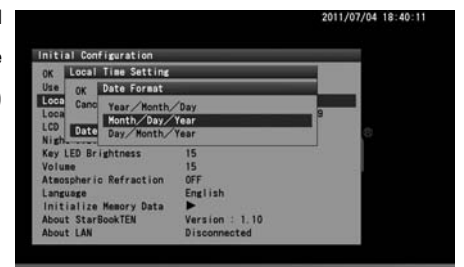 2011/07/04 18:40:11
Initial Configuration
OK Local Time Setting
Use OK Date Format
Loca Canc Year/Month/Day
Loca Month/Day/Year 9
LCD Date Day/Month/Year
Nigh
Key LED Brightness 15
Volume 15
Atmospheric Refraction OFF
Language English
Initialize Memory Data ▶
About StarBookTEN Version : 1.10
About LAN Disconnected